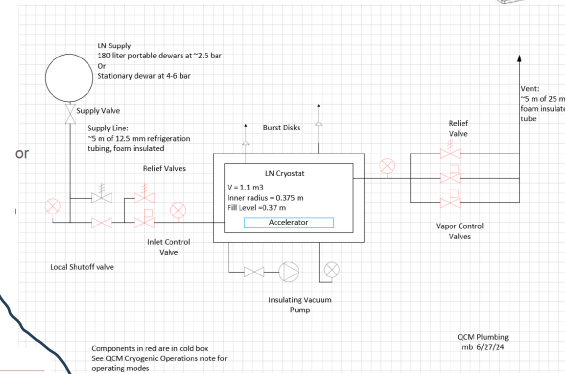 LN Supply
180 liter portable dewars at ~2.5 bar
Or
Stationary dewar at 4-6 bar
Supply Valve
Supply Line:
~5 m of 12.5 mm refrigeration
tubing, foam insulated
or
Relief Valves
Burst Disks
LN Cryostat
V = 1.1 m3
Inner radius = 0.375 m
Fill Level =0.37 m
Accelerator
Relief
Valve
Vent:
~5 m of 25 m
foam insulate
tube
Vapor Control
Valves
Inlet Control
Valve
Local Shutoff valve
Insulating Vacuum
Pump
Components in red are in cold box
See QCM Cryogenic Operations note for
operating modes
QCM Plumbing
mb 6/27/24